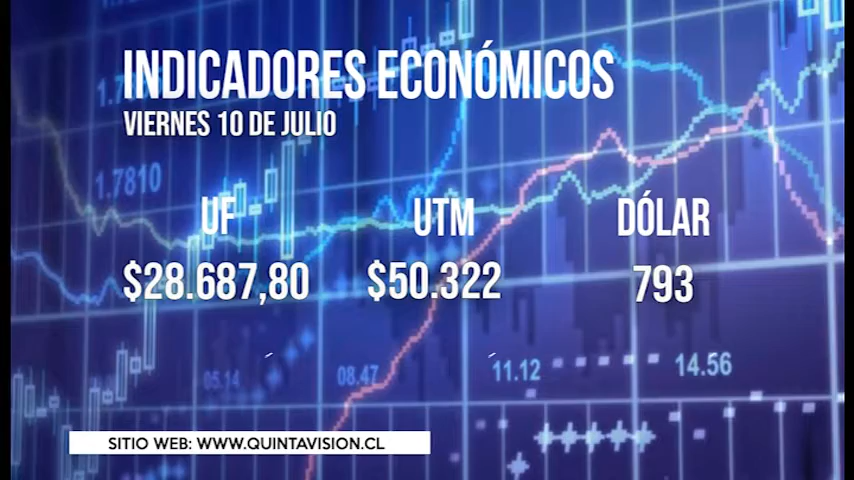 INDICADORES ECONÓMICOS
VIERNES 10 DE JULIO
1.7810
UF
UTM
DÓLAR
$28.687,80
$50.322
793
05.14
08.47
11.12
14.56
SITIO WEB: WWW.QUINTAVISION.CL